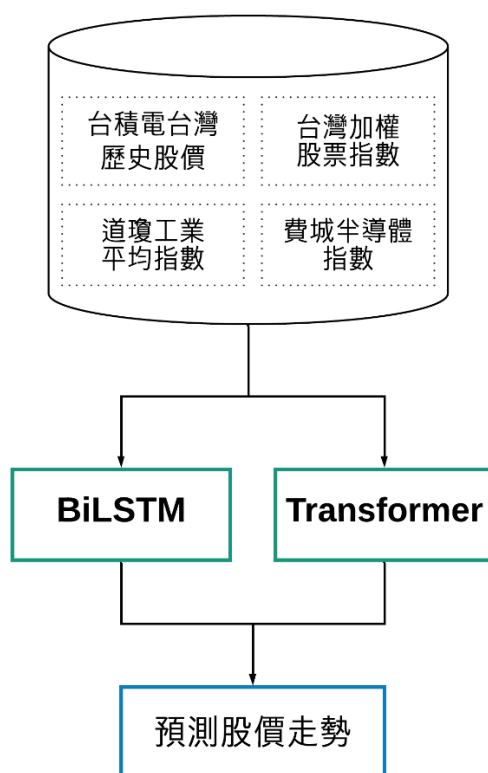 台積電台灣
歷史股價
台灣加權
股票指數
道瓊工業
平均指數
費城半導體
指數
BiLSTM
Transformer
預測股價走勢